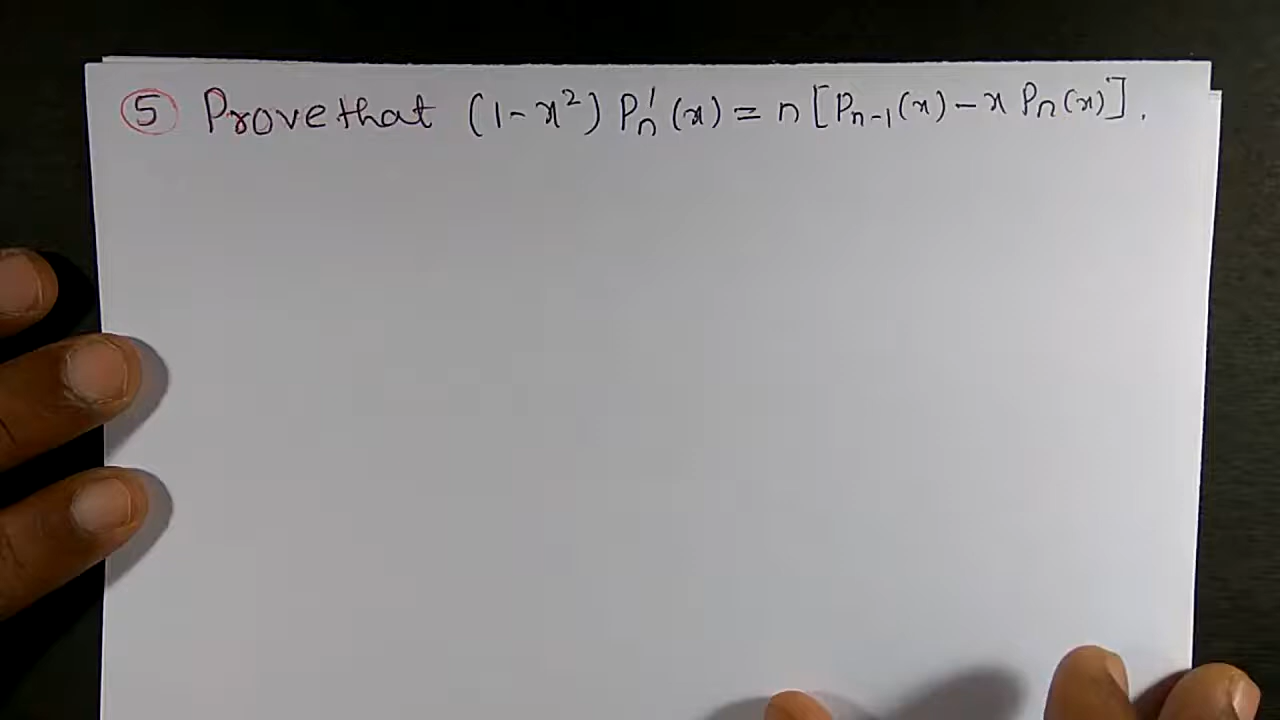 ⑤ Prove that (1-x²) Pₙ'(x) = n [Pₙ₋₁(x) - x Pₙ(x)].